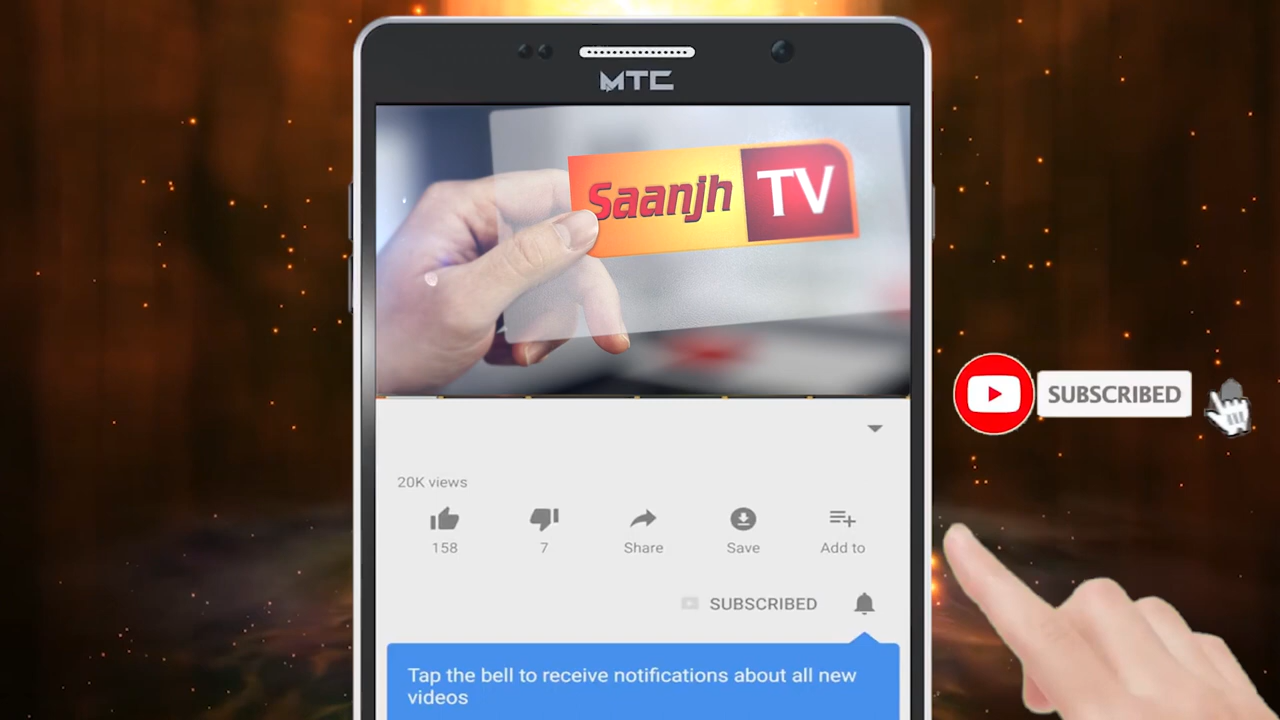 MTC
Saanjh TV
20K views
158
7
Share
Save
Add to
SUBSCRIBED
SUBSCRIBED
Tap the bell to receive notifications about all new
videos